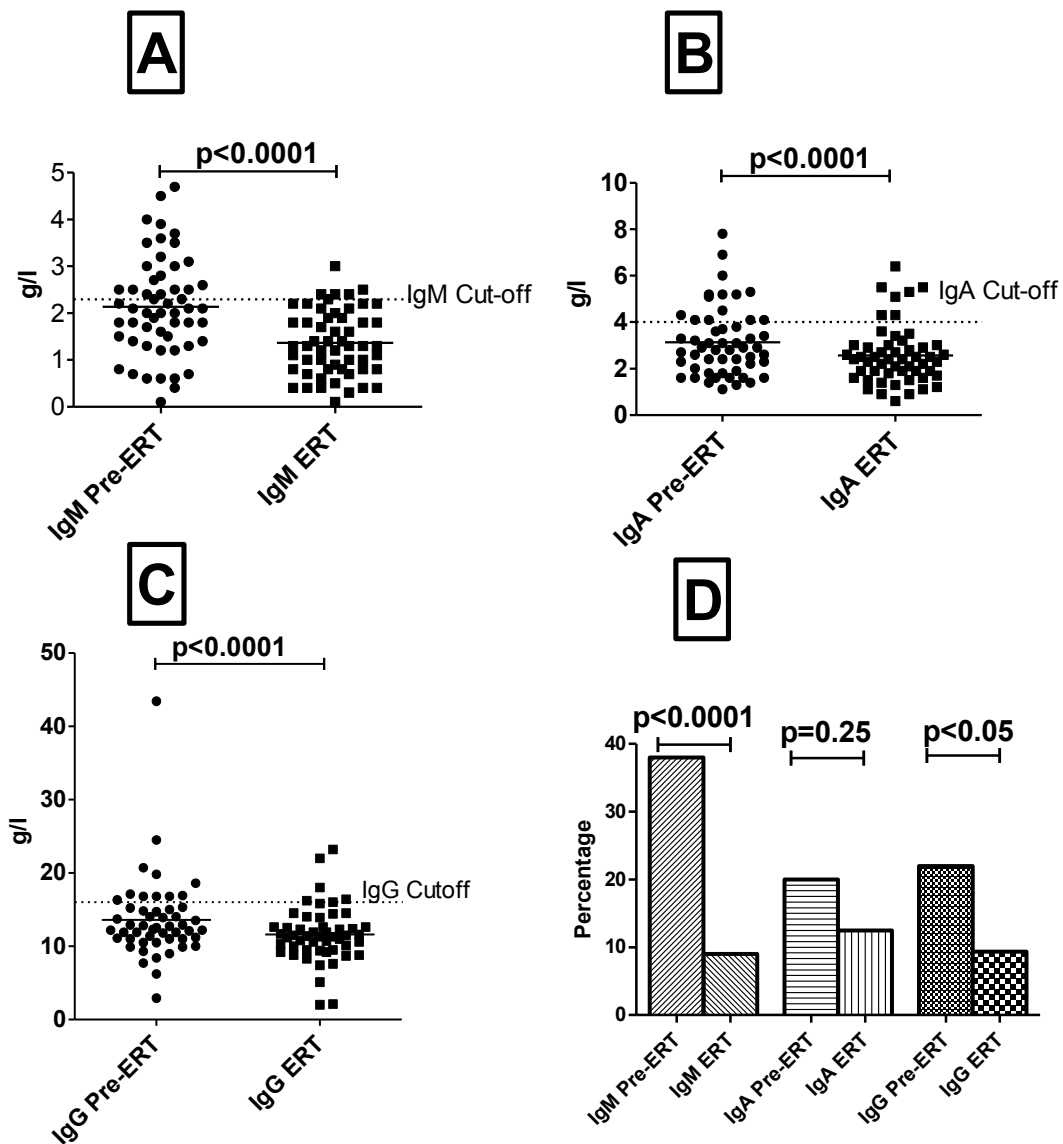 A
p<0.0001
5
4
3
2
1
0
g/l
IgM Cut-off
IgM Pre-ERT
IgM ERT
B
p<0.0001
10
8
6
4
2
0
g/l
IgA Cut-off
IgA Pre-ERT
IgA ERT
C
p<0.0001
50
40
30
20
10
0
g/l
IgG Cutoff
IgG Pre-ERT
IgG ERT
D
p<0.0001
p=0.25
p<0.05
40
30
20
10
0
Percentage
IgM Pre-ERT
IgM ERT
IgA Pre-ERT
IgA ERT
IgG Pre-ERT
IgG ERT